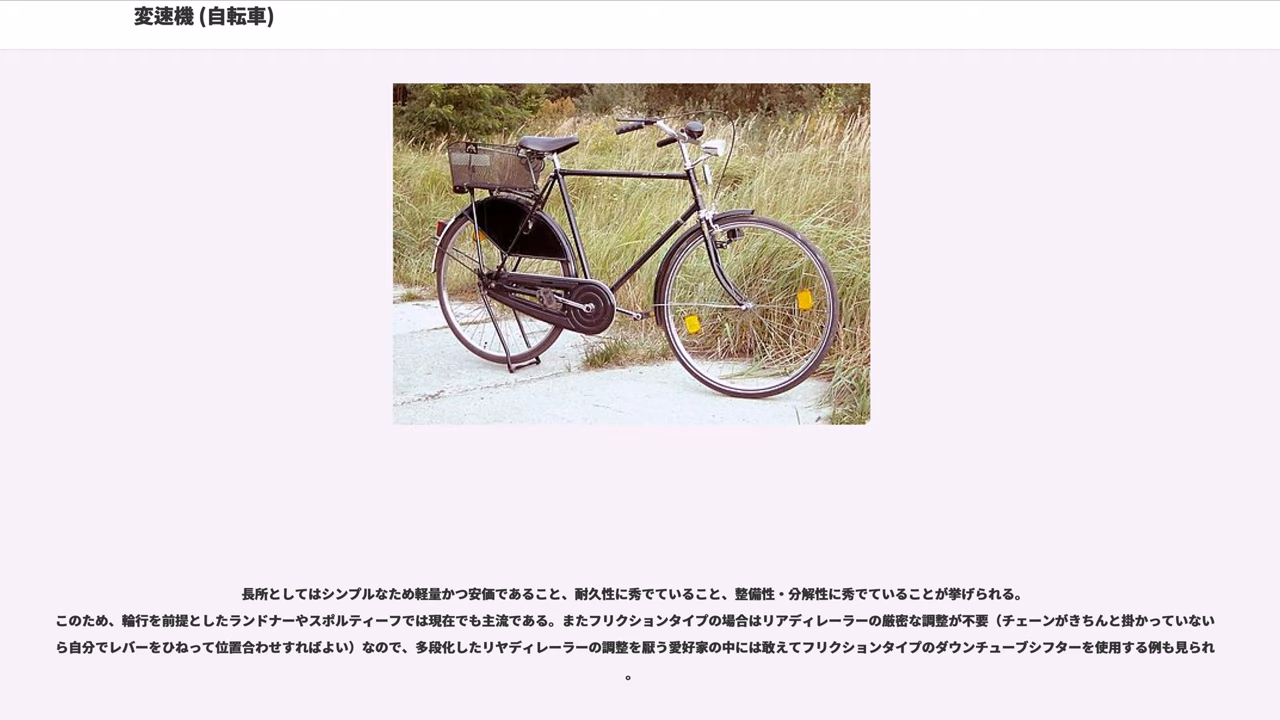 変速機 (自転車)
長所としてはシンプルなため軽量かつ安価であること、耐久性に秀でていること、整備性・分解性に秀でていることが挙げられる。
このため、輪行を前提としたランドナーやスポルティーフでは現在でも主流である。またフリクションタイプの場合はリアディレーラーの厳密な調整が不要（チェーンがきちんと掛かっていない
ら自分でレバーをひねって位置合わせすればよい）なので、多段化したリヤディレーラーの調整を厭う愛好家の中には敢えてフリクションタイプのダウンチューブシフターを使用する例も見られ
。